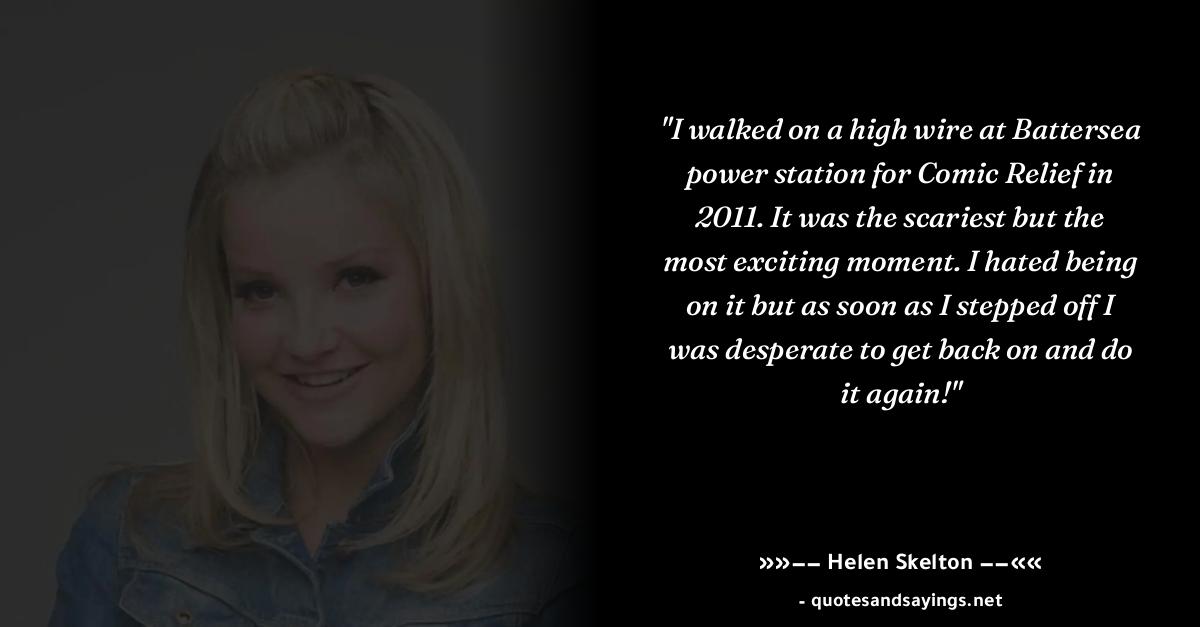 "I walked on a high wire at Battersea
power station for Comic Relief in
2011. It was the scariest but the
most exciting moment. I hated being
on it but as soon as I stepped off I
was desperate to get back on and do
it again!"
»»−− Helen Skelton −−««
- quotesandsayings.net